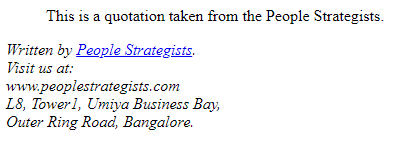 This is a quotation taken from the People Strategists.
Written by People Strategists.
Visit us at:
www.peoplestrategists.com
L8, Tower1, Umiya Business Bay,
Outer Ring Road, Bangalore.